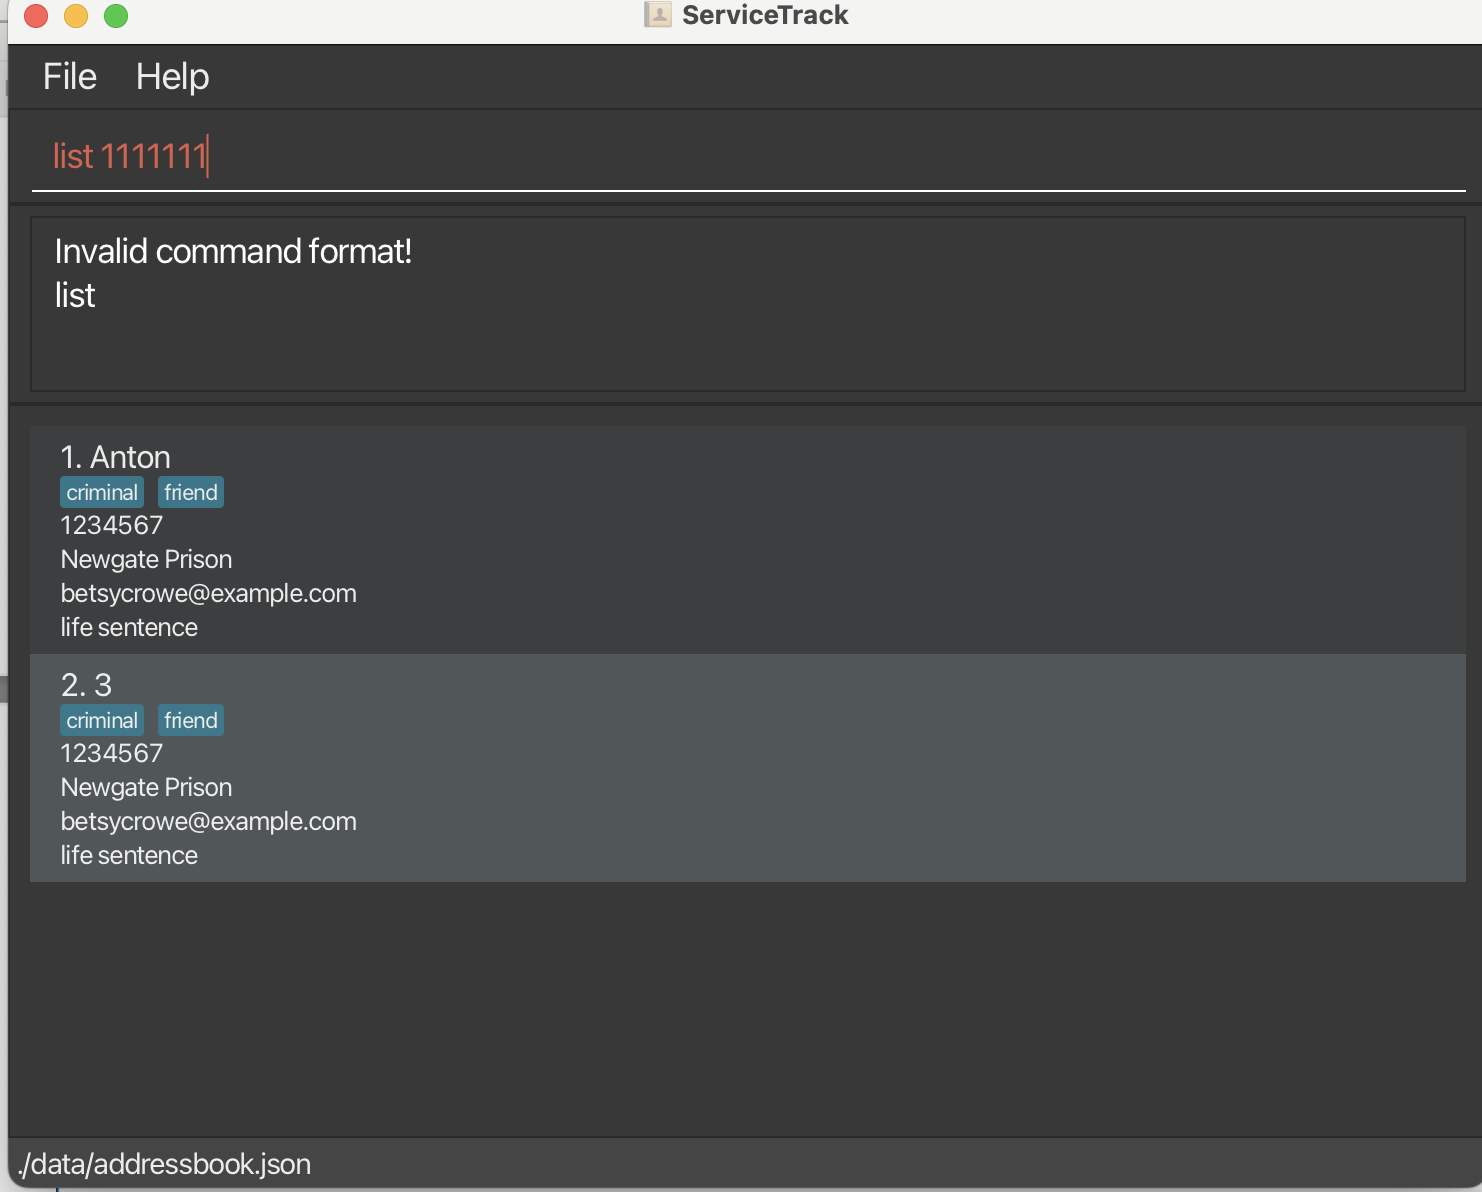 ServiceTrack
File Help
list 1111111
Invalid command format!
list
1. Anton
criminal friend
1234567
Newgate Prison
betsycrowe@example.com
life sentence
2. 3
criminal friend
1234567
Newgate Prison
betsycrowe@example.com
life sentence
./data/addressbook.json